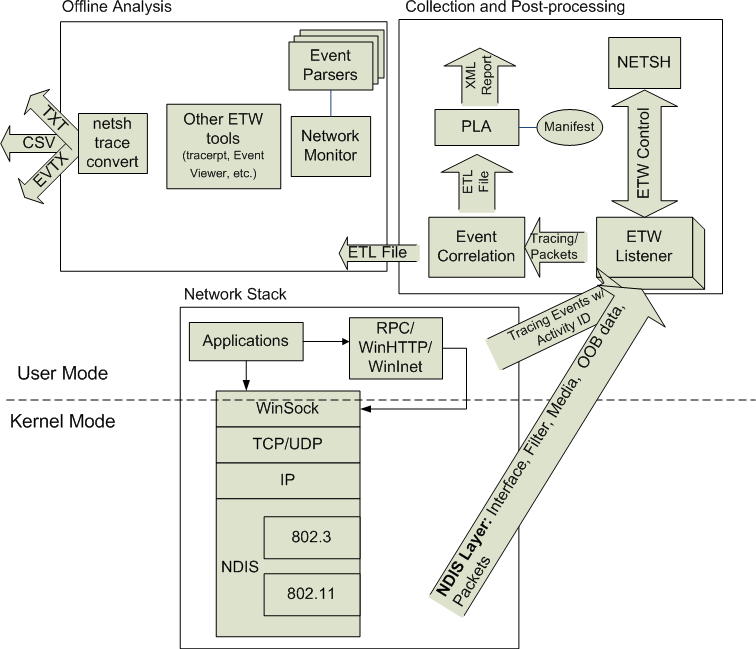 Offline Analysis
Collection and Post-processing
Event
Parsers
Network
Monitor
Other ETW
tools
(tracerpt, Event
Viewer, etc.)
netsh
trace
convert
TXT
CSV
EVTX
XML
Report
PLA
Manifest
NETSH
ETW Control
ETL
File
Event
Correlation
Tracing/
Packets
ETW
Listener
ETL File
Network Stack
Tracing Events w/
Activity ID
Applications
RPC/
WinHTTP/
WinInet
User Mode
Kernel Mode
WinSock
TCP/UDP
IP
NDIS
802.3
802.11
NDIS Layer: Interface, Filter, Media, OOB data,
Packets